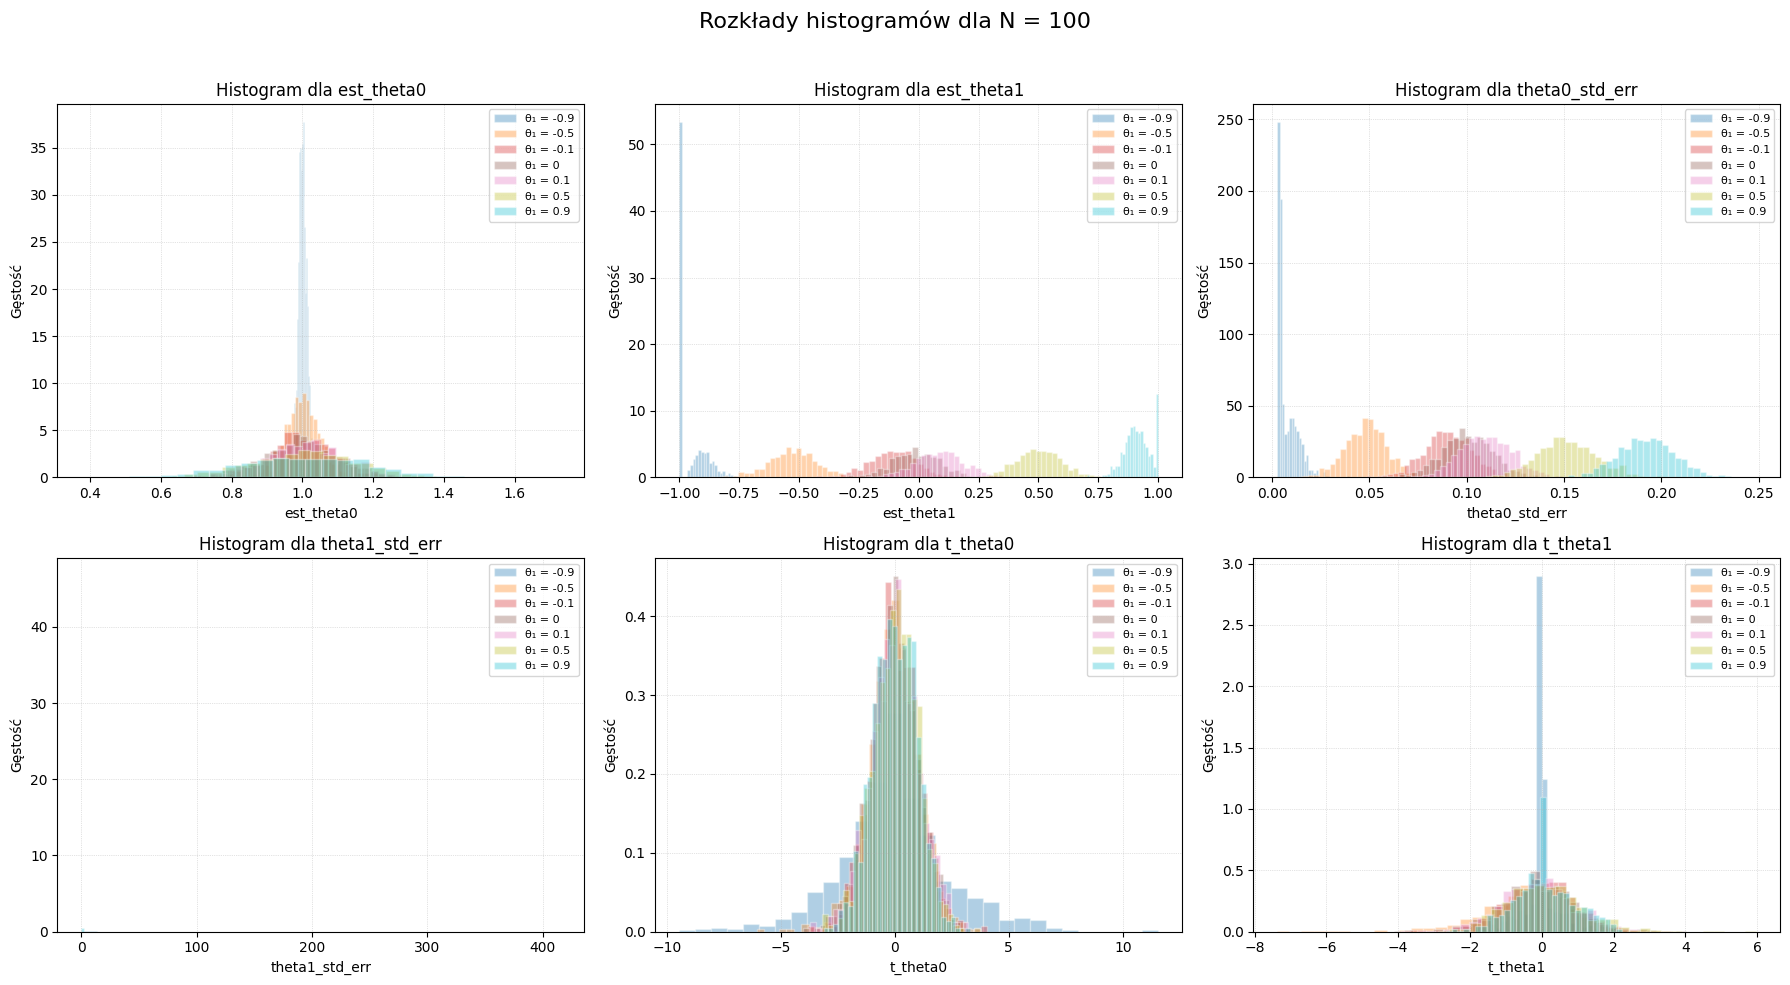 Rozkłady histogramów dla N = 100
Histogram dla est_theta0
Gęstość
35
30
25
20
15
10
5
0
0.4 0.6 0.8 1.0 1.2 1.4 1.6
est_theta0
θ₁ = -0.9
θ₁ = -0.5
θ₁ = -0.1
θ₁ = 0
θ₁ = 0.1
θ₁ = 0.5
θ₁ = 0.9
Histogram dla est_theta1
Gęstość
50
40
30
20
10
0
−1.00 −0.75 −0.50 −0.25 0.00 0.25 0.50 0.75 1.00
est_theta1
θ₁ = -0.9
θ₁ = -0.5
θ₁ = -0.1
θ₁ = 0
θ₁ = 0.1
θ₁ = 0.5
θ₁ = 0.9
Histogram dla theta0_std_err
Gęstość
250
200
150
100
50
0
0.00 0.05 0.10 0.15 0.20 0.25
theta0_std_err
θ₁ = -0.9
θ₁ = -0.5
θ₁ = -0.1
θ₁ = 0
θ₁ = 0.1
θ₁ = 0.5
θ₁ = 0.9
Histogram dla theta1_std_err
Gęstość
40
30
20
10
0
0 100 200 300 400
theta1_std_err
θ₁ = -0.9
θ₁ = -0.5
θ₁ = -0.1
θ₁ = 0
θ₁ = 0.1
θ₁ = 0.5
θ₁ = 0.9
Histogram dla t_theta0
Gęstość
0.4
0.3
0.2
0.1
0.0
−10 −5 0 5 10
t_theta0
θ₁ = -0.9
θ₁ = -0.5
θ₁ = -0.1
θ₁ = 0
θ₁ = 0.1
θ₁ = 0.5
θ₁ = 0.9
Histogram dla t_theta1
Gęstość
3.0
2.5
2.0
1.5
1.0
0.5
0.0
−8 −6 −4 −2 0 2 4 6
t_theta1
θ₁ = -0.9
θ₁ = -0.5
θ₁ = -0.1
θ₁ = 0
θ₁ = 0.1
θ₁ = 0.5
θ₁ = 0.9